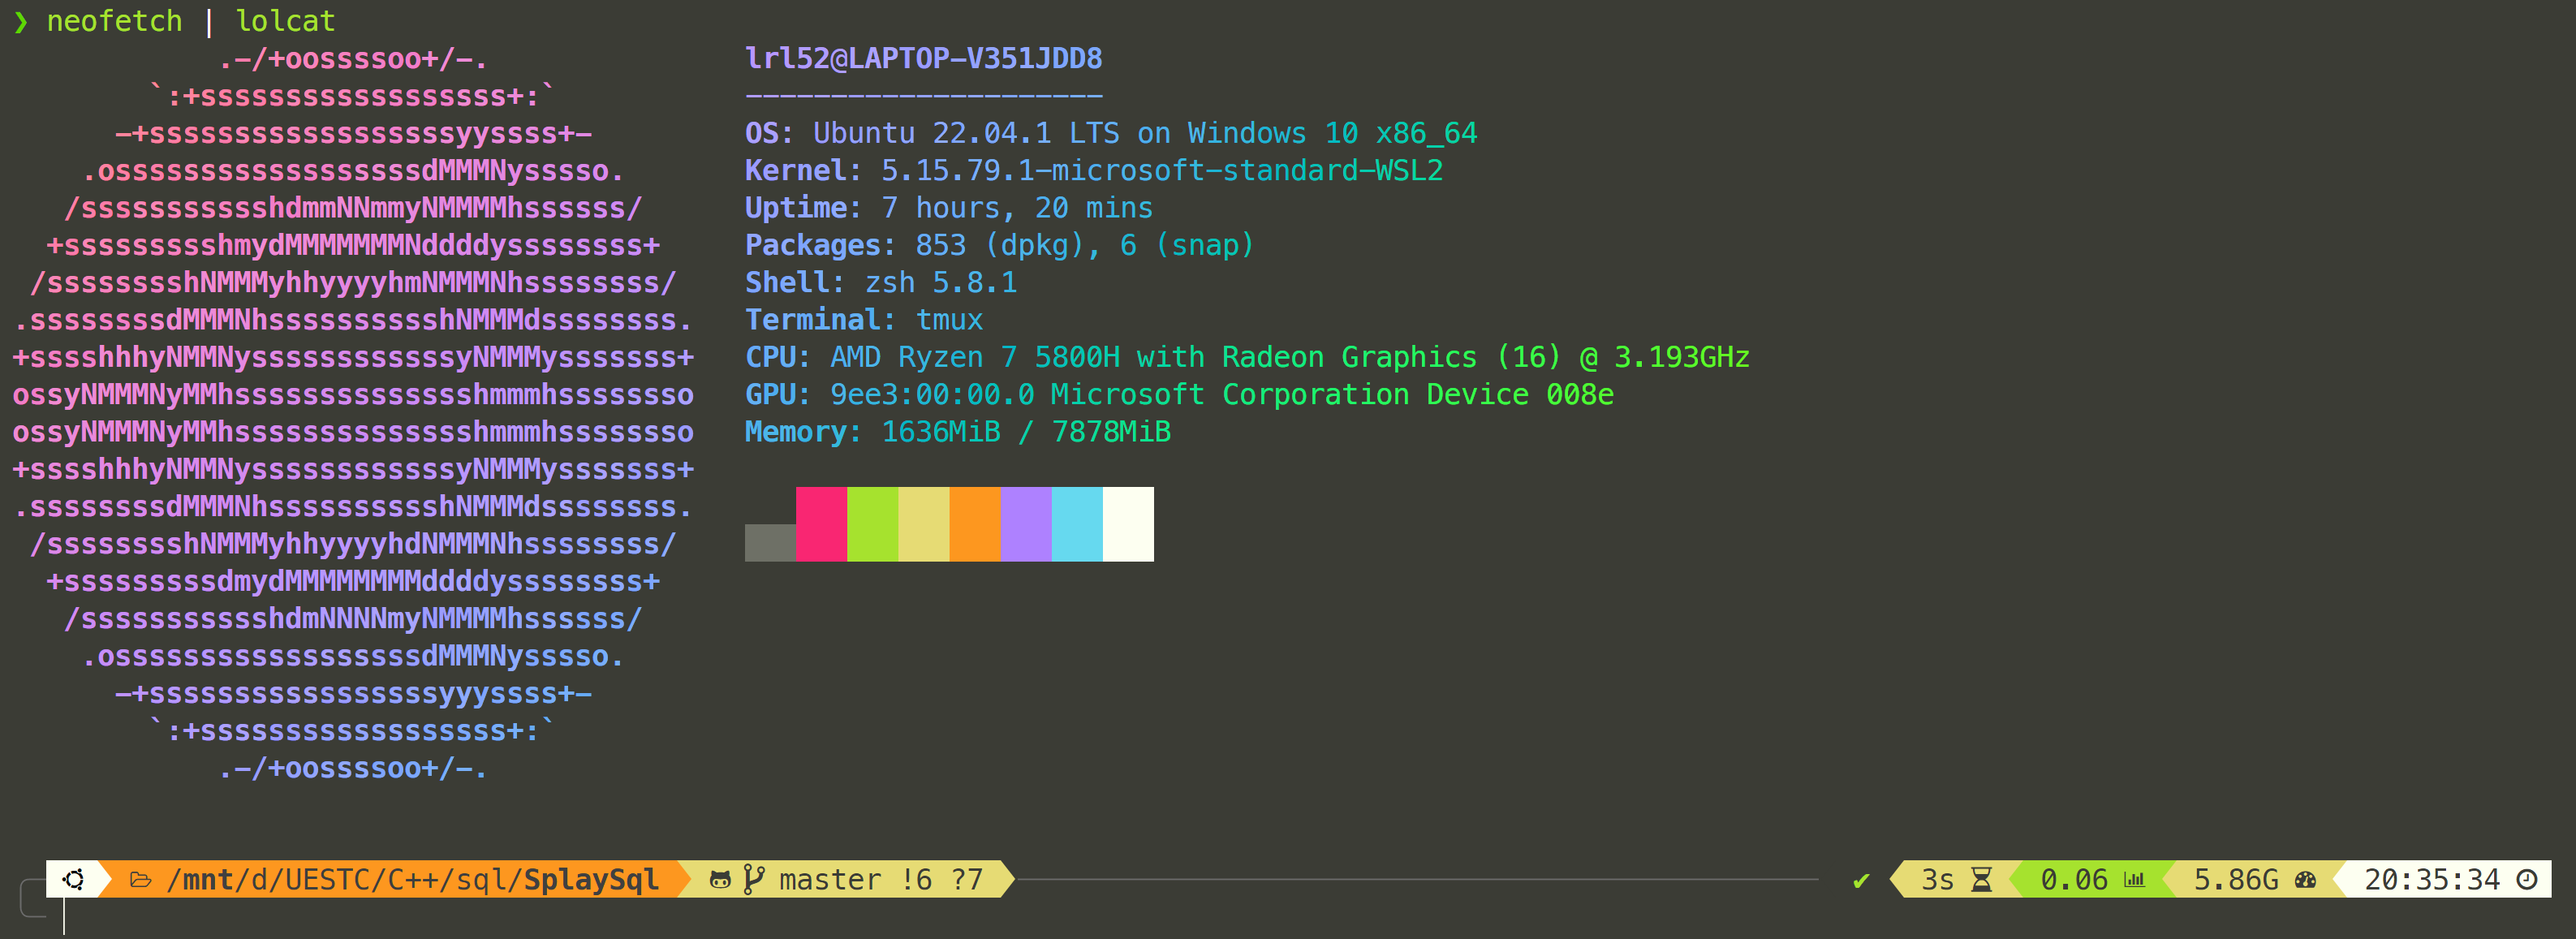 ❯ neofetch | lolcat
.-/+oossssoo+/-.
`:+ssssssssssssssssss+:`
-+ssssssssssssssssssyyssss+-
.ossssssssssssssssssdMMMNysssso.
/ssssssssssshdmmNNmmyNMMMMhssssss/
+ssssssssshmydMMMMMMMNddddyssssssss+
/sssssssshNMMMyhhyyyyhmNMMMNhssssssss/
.ssssssssdMMMNhsssssssssshNMMMdssssssss.
+sssshhhyNMMNyssssssssssssyNMMMysssssss+
ossyNMMMNyMMhsssssssssssssshmmmhssssssso
ossyNMMMNyMMhsssssssssssssshmmmhssssssso
+sssshhhyNMMNyssssssssssssyNMMMysssssss+
.ssssssssdMMMNhsssssssssshNMMMdssssssss.
/sssssssshNMMMyhhyyyyhdNMMMNhssssssss/
+sssssssssdmydMMMMMMMMddddyssssssss+
/ssssssssssshdmNNNNmyNMMMMhssssss/
.ossssssssssssssssssdMMMNysssso.
-+sssssssssssssssssyyyssss+-
`:+ssssssssssssssssss+:`
.-/+oossssoo+/-.
lrl52@LAPTOP-V351JDD8
---------------------
OS: Ubuntu 22.04.1 LTS on Windows 10 x86_64
Kernel: 5.15.79.1-microsoft-standard-WSL2
Uptime: 7 hours, 20 mins
Packages: 853 (dpkg), 6 (snap)
Shell: zsh 5.8.1
Terminal: tmux
CPU: AMD Ryzen 7 5800H with Radeon Graphics (16) @ 3.193GHz
GPU: 9ee3:00:00.0 Microsoft Corporation Device 008e
Memory: 1636MiB / 7878MiB
/mnt/d/UESTC/C++/sql/SplaySql master !6 ?7 ✔ 3s 0.06 5.86G 20:35:34